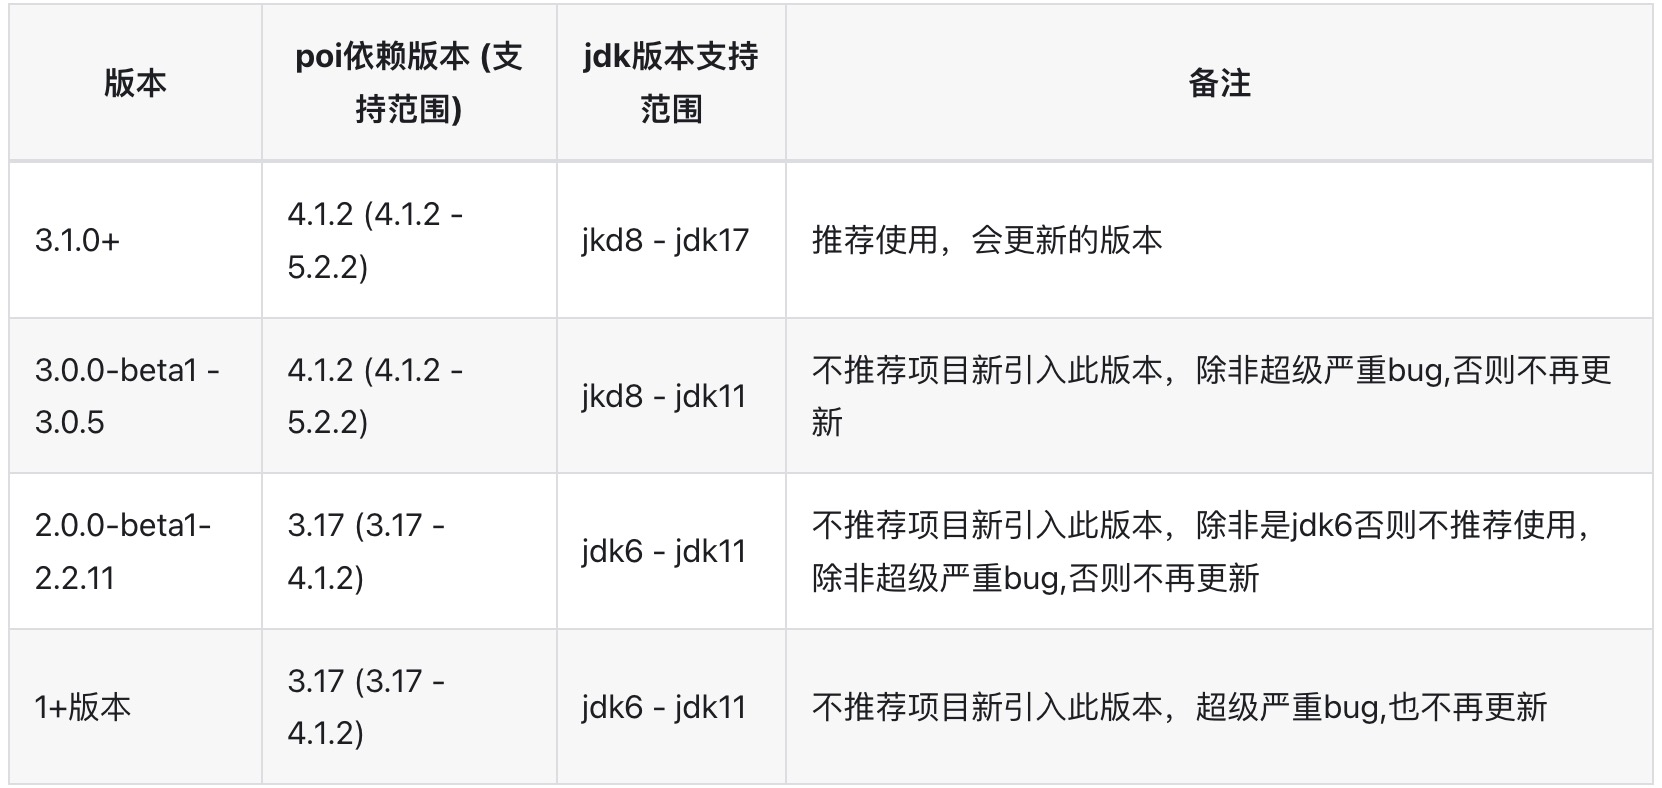 版本
poi依赖版本 (支
持范围)
jdk版本支持
范围
备注
3.1.0+
4.1.2 (4.1.2 -
5.2.2)
jkd8 - jdk17
推荐使用，会更新的版本
3.0.0-beta1 -
3.0.5
4.1.2 (4.1.2 -
5.2.2)
jkd8 - jdk11
不推荐项目新引入此版本，除非超级严重bug,否则不再更
新
2.0.0-beta1-
2.2.11
3.17 (3.17 -
4.1.2)
jdk6 - jdk11
不推荐项目新引入此版本，除非是jdk6否则不推荐使用，
除非超级严重bug,否则不再更新
1+版本
3.17 (3.17 -
4.1.2)
jdk6 - jdk11
不推荐项目新引入此版本，超级严重bug,也不再更新